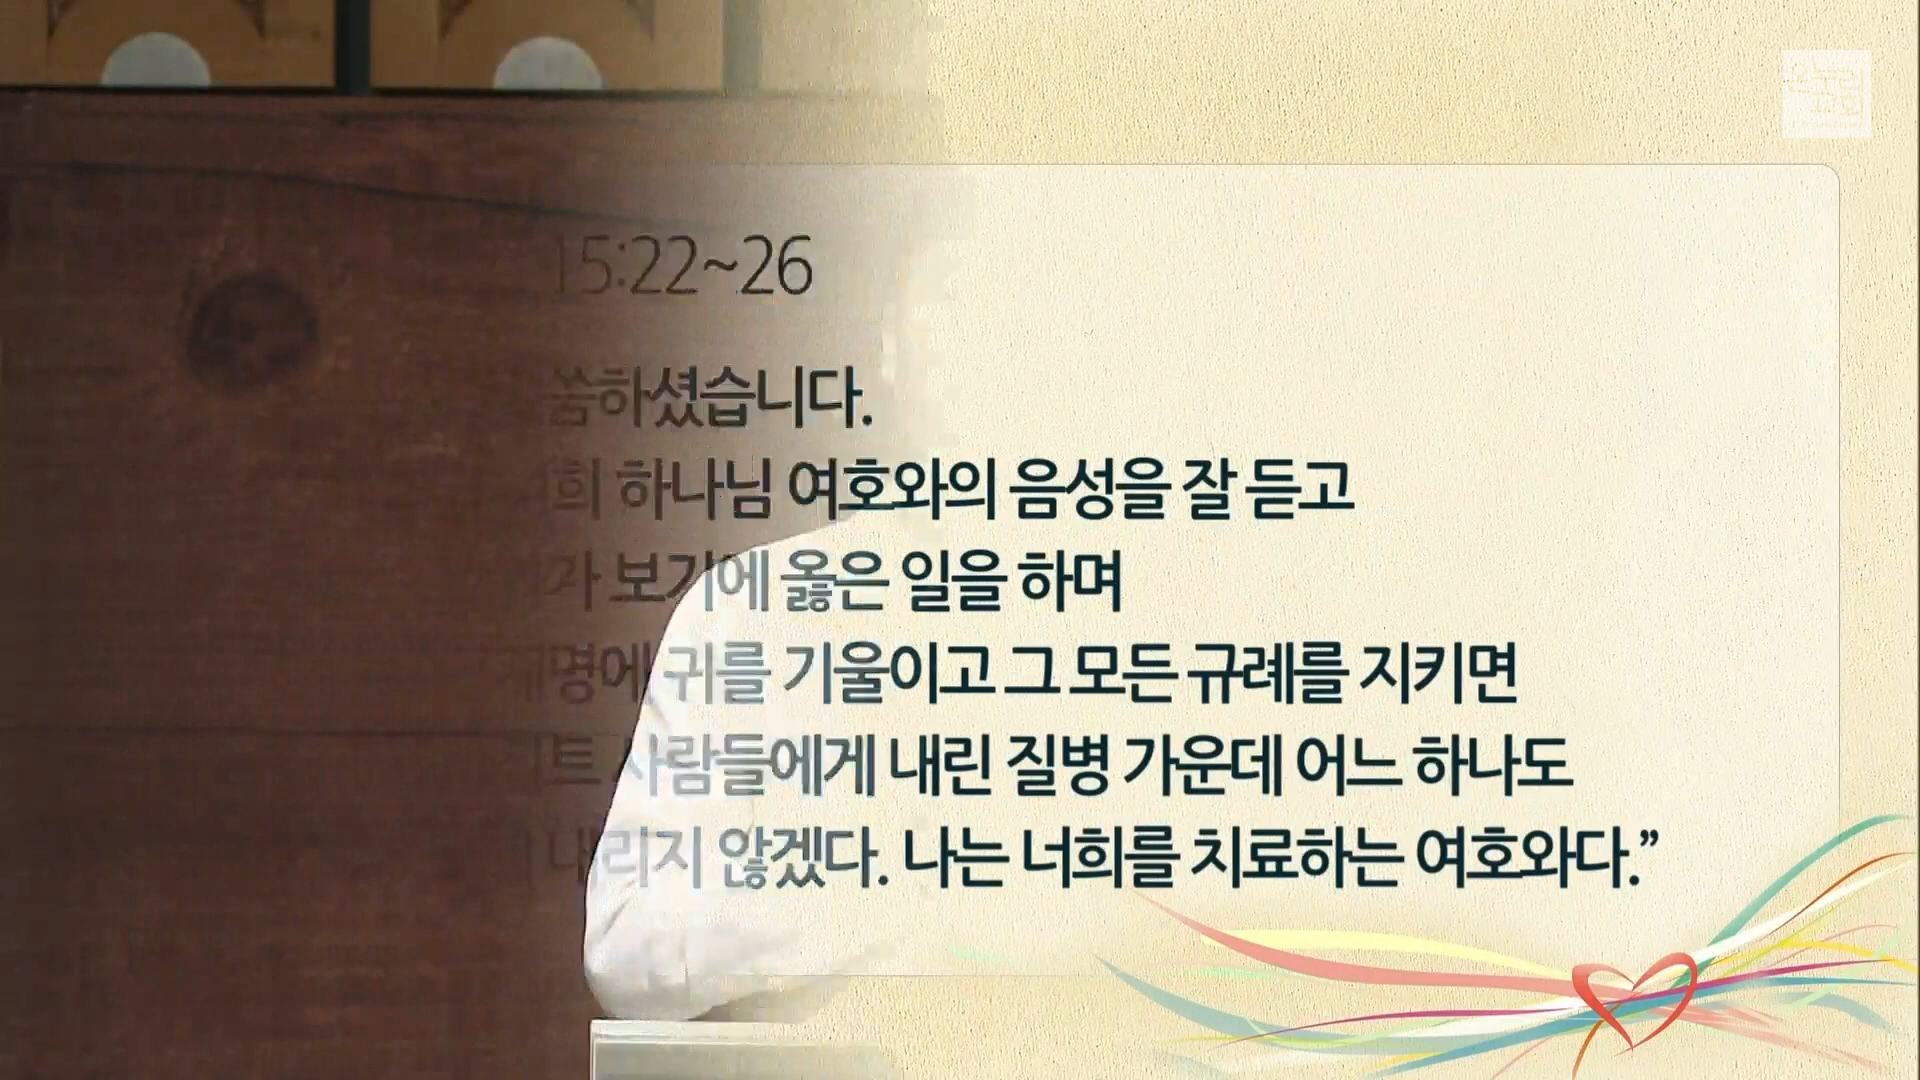 15:22~26
쏨하셨습니다.
희 하나님 여호와의 음성을 잘 듣고
가 보기에 옳은 일을 하며
계명에 귀를 기울이고 그 모든 규례를 지키면
트 사람들에게 내린 질병 가운데 어느 하나도
내리지 않겠다. 나는 너희를 치료하는 여호와다.”